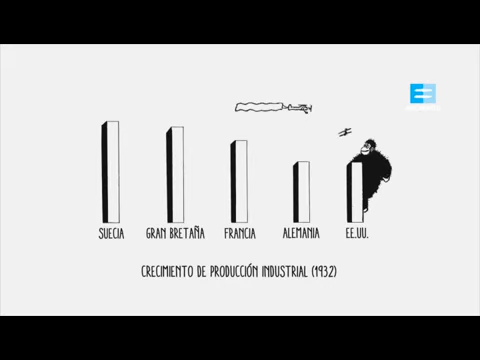 SUECIA
GRAN BRETAÑA
FRANCIA
ALEMANIA
EE.UU.
CRECIMIENTO DE PRODUCCIÓN INDUSTRIAL (1932)